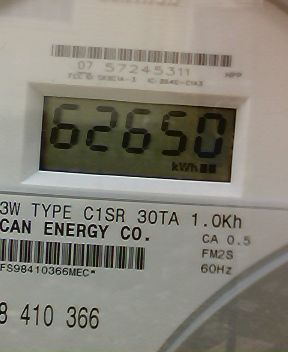 07 57245311
NPP
62650
kWh
3W TYPE C1SR 30TA 1.0Kh
CAN ENERGY CO.
CA 0.5
FM2S
60Hz
FS98410366MEC*
8 410 366